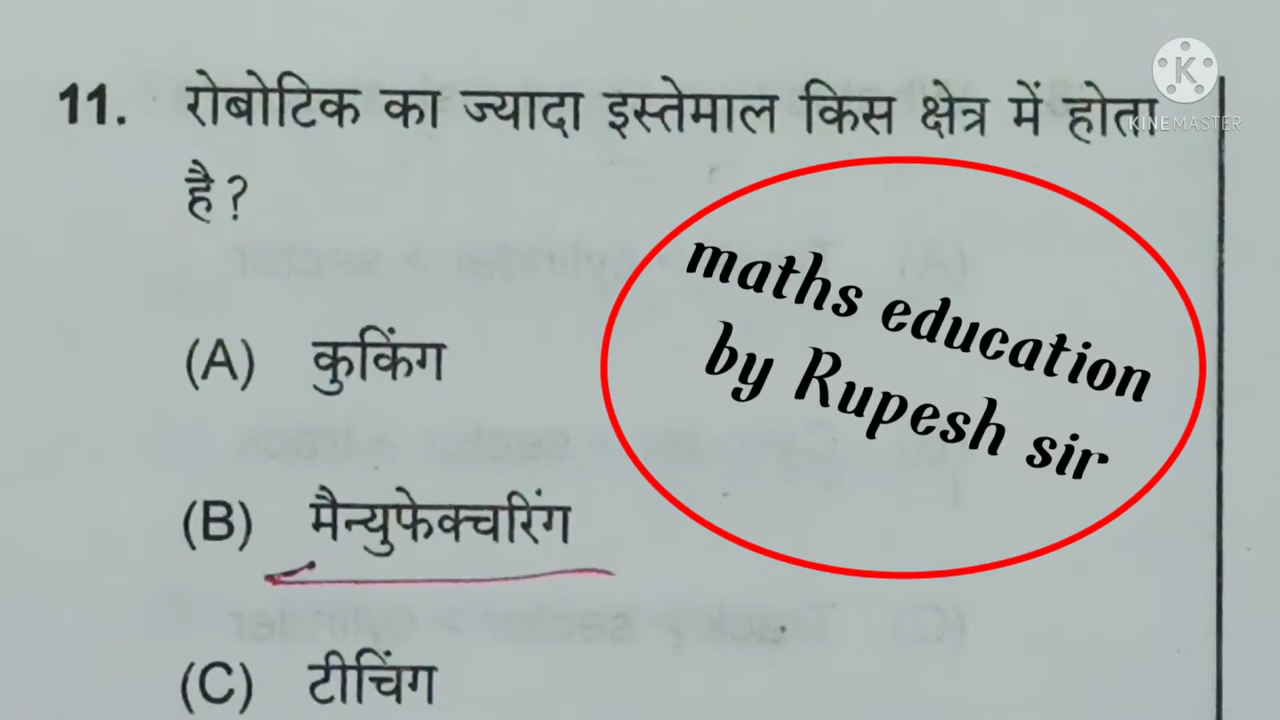 11. रोबोटिक का ज्यादा इस्तेमाल किस क्षेत्र में होता
है ?
KINEMASTER
maths education
by Rupesh sir
(A) कुकिंग
(B) मैन्युफेक्चरिंग
(C) टीचिंग